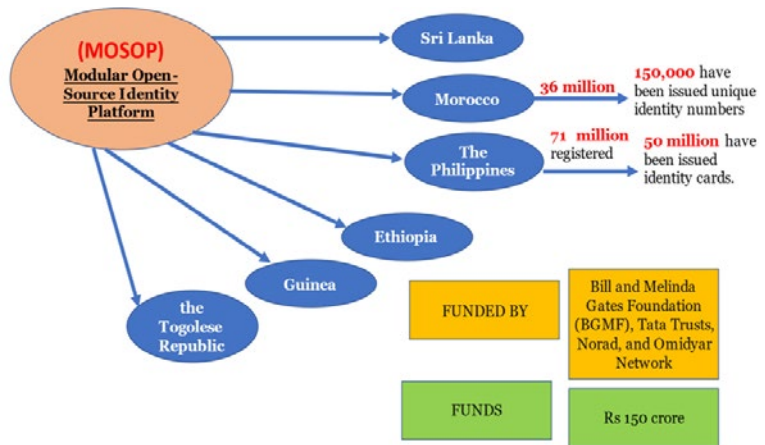 (MOSOP)
Modular Open-
Source Identity
Platform
Sri Lanka
Morocco
36 million
150,000 have
been issued unique
identity numbers
The
Philippines
71 million
registered
50 million have
been issued
identity cards.
Ethiopia
Guinea
the
Togolese
Republic
FUNDED BY
Bill and Melinda
Gates Foundation
(BGMF), Tata Trusts,
Norad, and Omidyar
Network
FUNDS
Rs 150 crore